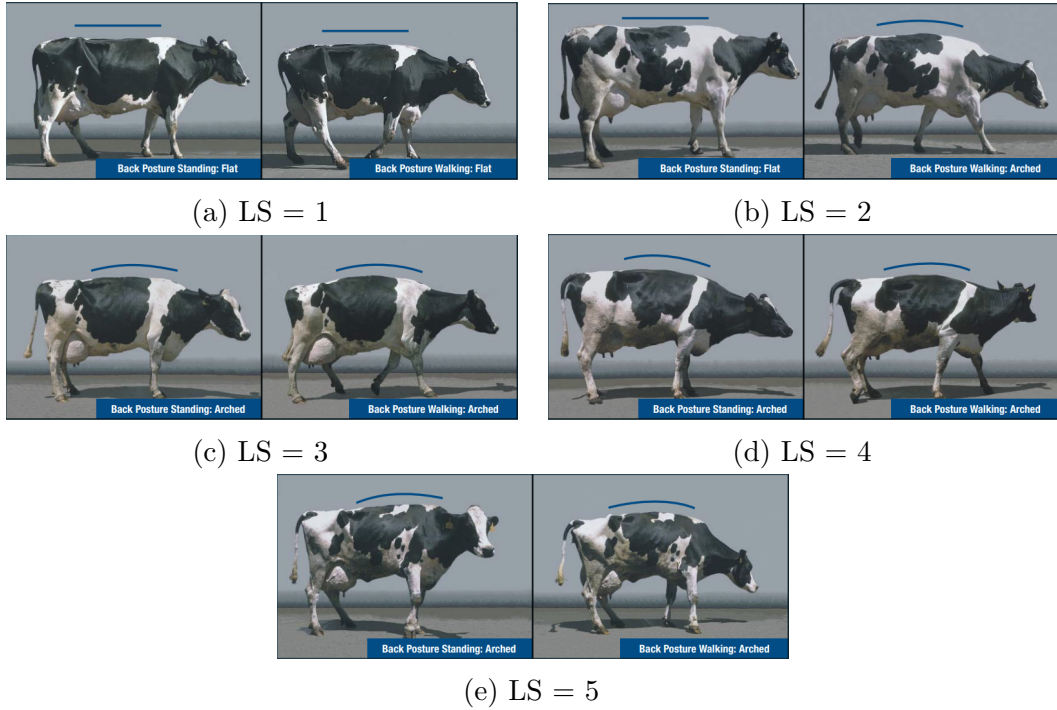 Back Posture Standing: Flat
Back Posture Walking: Flat
(a) LS = 1
Back Posture Standing: Flat
Back Posture Walking: Arched
(b) LS = 2
Back Posture Standing: Arched
Back Posture Walking: Arched
(c) LS = 3
Back Posture Standing: Arched
Back Posture Walking: Arched
(d) LS = 4
Back Posture Standing: Arched
Back Posture Walking: Arched
(e) LS = 5